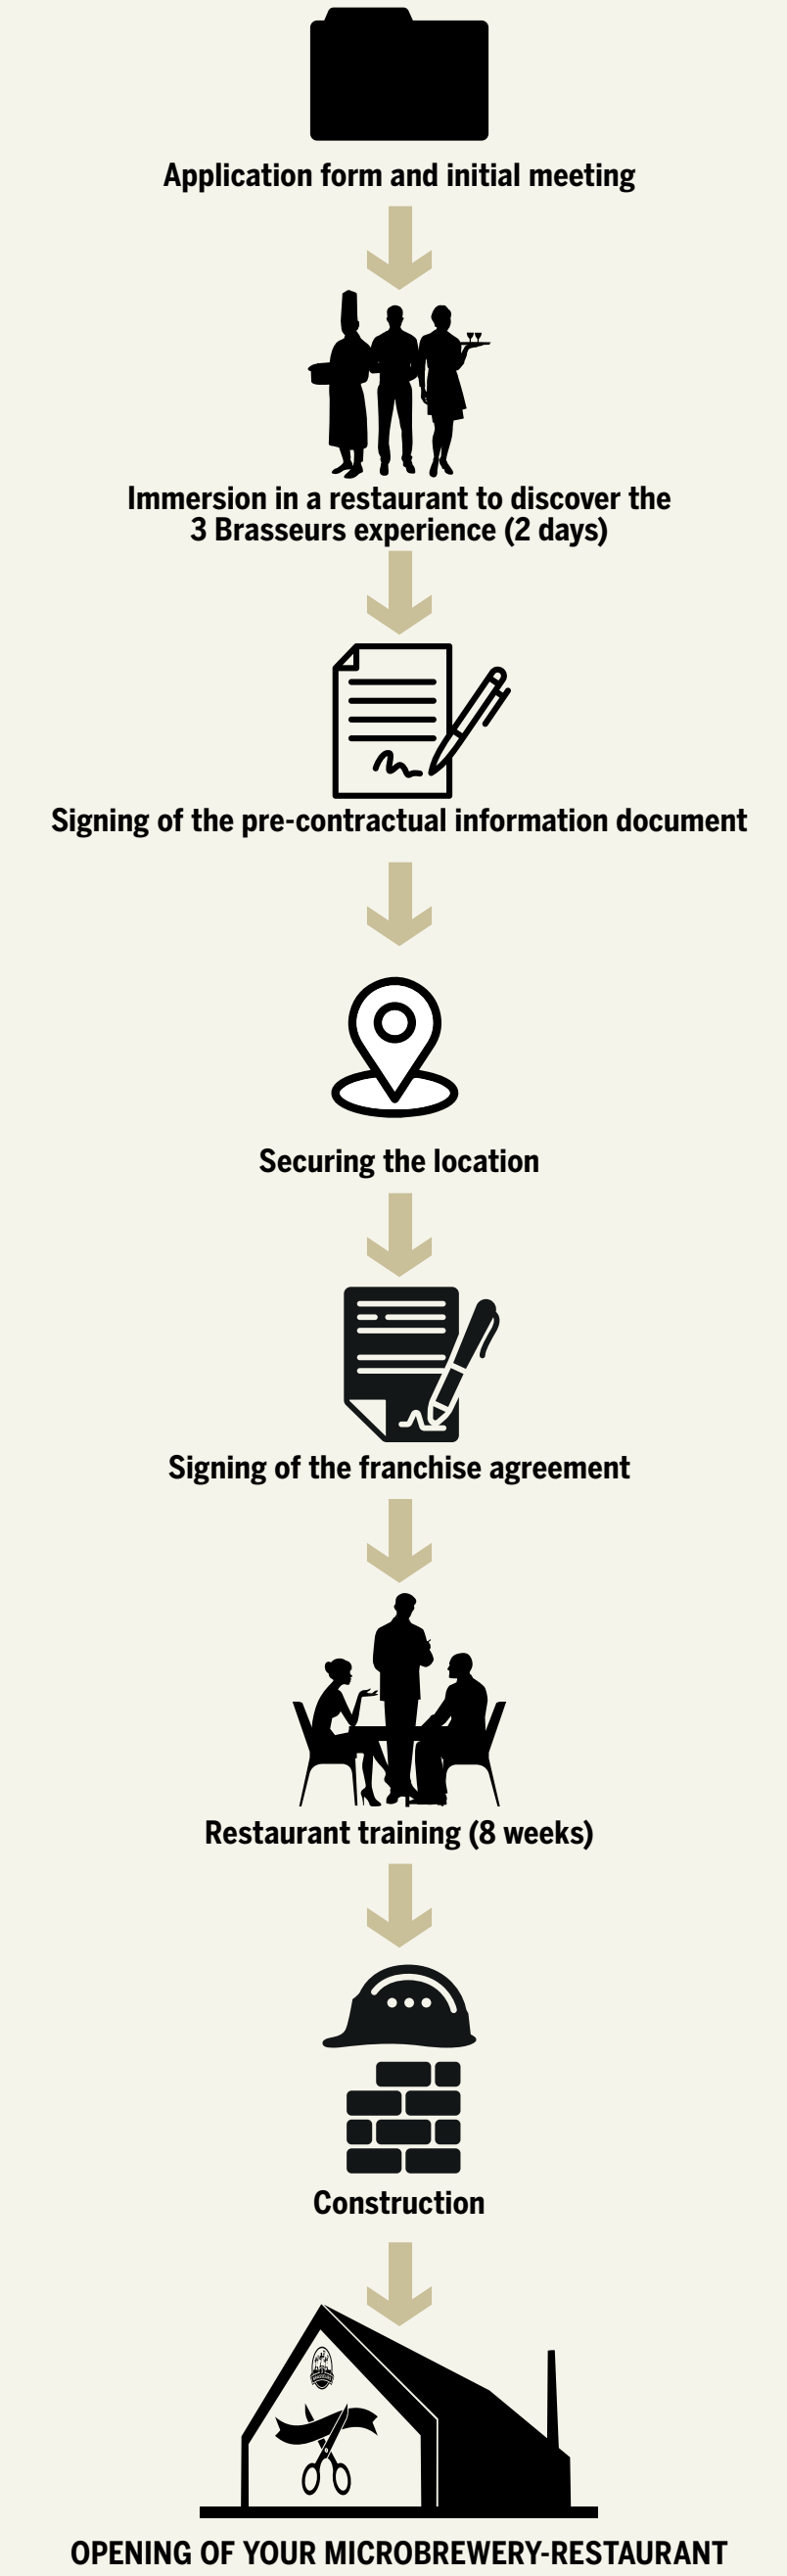 Application form and initial meeting
Immersion in a restaurant to discover the
3 Brasseurs experience (2 days)
Signing of the pre-contractual information document
Securing the location
Signing of the franchise agreement
Restaurant training (8 weeks)
Construction
OPENING OF YOUR MICROBREWERY-RESTAURANT